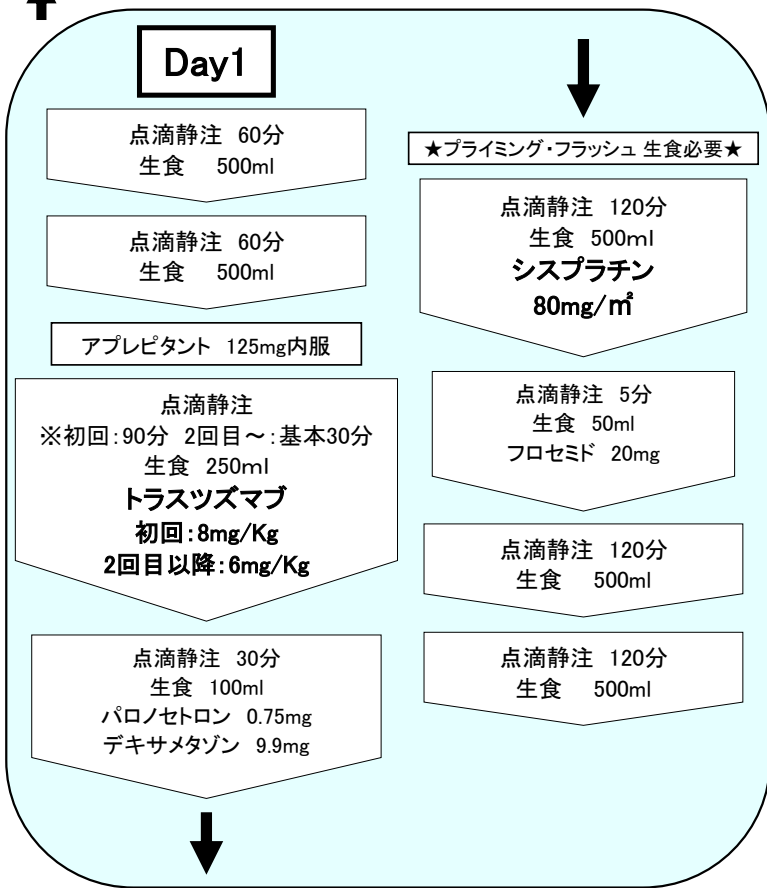 Day1
点滴静注 60分
生食 500ml
点滴静注 60分
生食 500ml
アプレピタント 125mg内服
点滴静注
※初回：90分 2回目～：基本30分
生食 250ml
トラスツズマブ
初回：8mg/Kg
2回目以降：6mg/Kg
点滴静注 30分
生食 100ml
パロノセトロン 0.75mg
デキサメタゾン 9.9mg
★プライミング・フラッシュ 生食必要★
点滴静注 120分
生食 500ml
シスプラチン
80mg/㎡
点滴静注 5分
生食 50ml
フロセミド 20mg
点滴静注 120分
生食 500ml
点滴静注 120分
生食 500ml